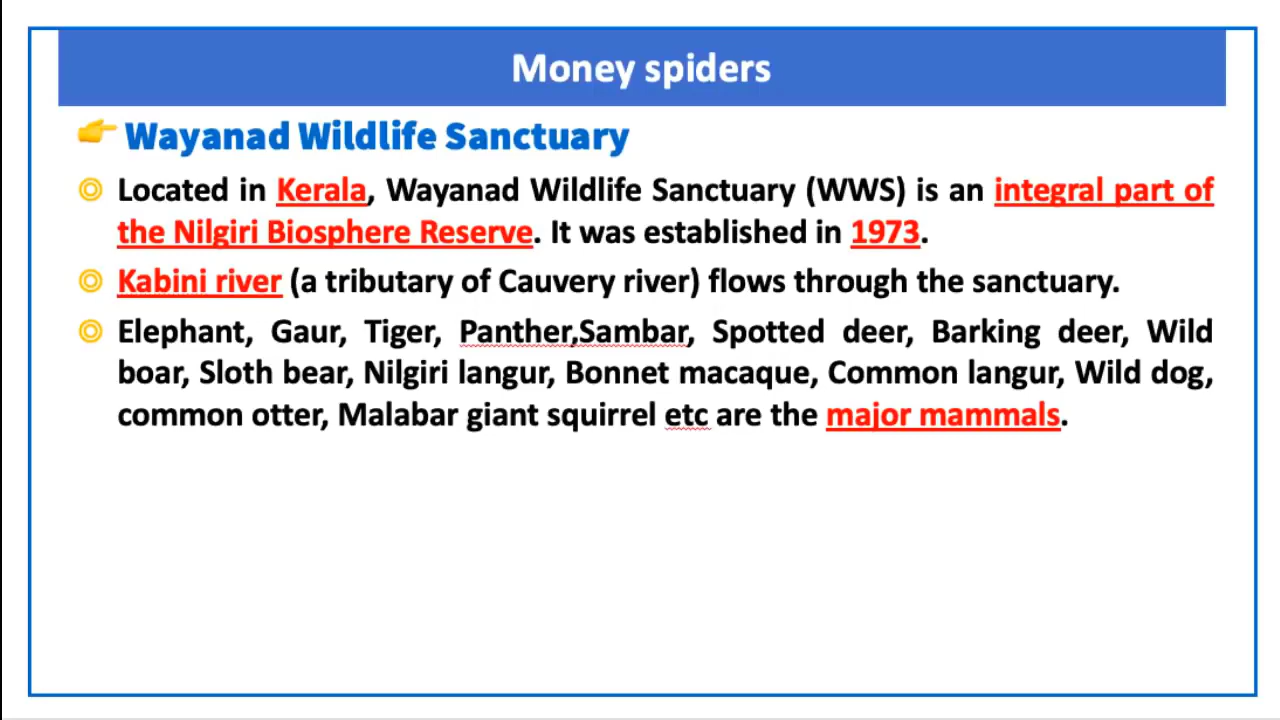 Money spiders
Wayanad Wildlife Sanctuary
Located in Kerala, Wayanad Wildlife Sanctuary (WWS) is an integral part of
the Nilgiri Biosphere Reserve. It was established in 1973.
Kabini river (a tributary of Cauvery river) flows through the sanctuary.
Elephant, Gaur, Tiger, Panther,Sambar, Spotted deer, Barking deer, Wild
boar, Sloth bear, Nilgiri langur, Bonnet macaque, Common langur, Wild dog,
common otter, Malabar giant squirrel etc are the major mammals.